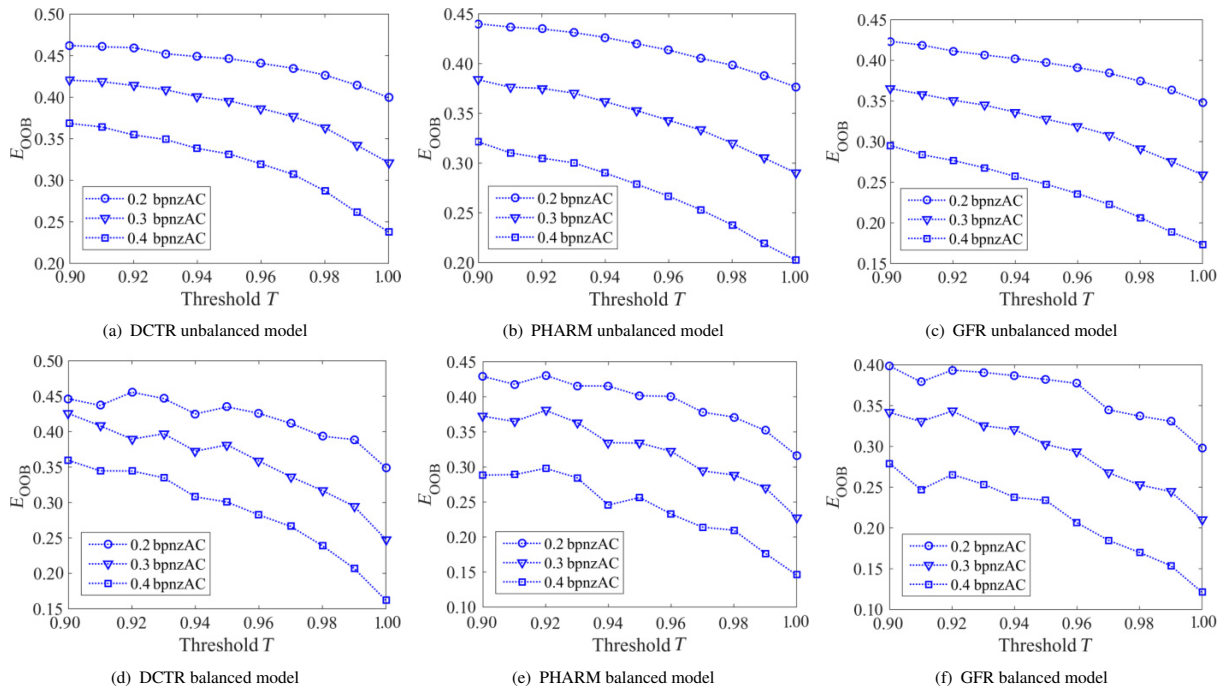 0.50
0.45
0.40
0.35
0.30
0.25
0.20
E_OOB
0.2 bpnzAC
0.3 bpnzAC
0.4 bpnzAC
0.90 0.92 0.94 0.96 0.98 1.00
Threshold T
(a) DCTR unbalanced model
0.45
0.40
0.35
0.30
0.25
0.20
E_OOB
0.2 bpnzAC
0.3 bpnzAC
0.4 bpnzAC
0.90 0.92 0.94 0.96 0.98 1.00
Threshold T
(b) PHARM unbalanced model
0.45
0.40
0.35
0.30
0.25
0.20
0.15
E_OOB
0.2 bpnzAC
0.3 bpnzAC
0.4 bpnzAC
0.90 0.92 0.94 0.96 0.98 1.00
Threshold T
(c) GFR unbalanced model
0.50
0.45
0.40
0.35
0.30
0.25
0.20
0.15
E_OOB
0.2 bpnzAC
0.3 bpnzAC
0.4 bpnzAC
0.90 0.92 0.94 0.96 0.98 1.00
Threshold T
(d) DCTR balanced model
0.45
0.40
0.35
0.30
0.25
0.20
0.15
0.10
E_OOB
0.2 bpnzAC
0.3 bpnzAC
0.4 bpnzAC
0.90 0.92 0.94 0.96 0.98 1.00
Threshold T
(e) PHARM balanced model
0.40
0.35
0.30
0.25
0.20
0.15
0.10
E_OOB
0.2 bpnzAC
0.3 bpnzAC
0.4 bpnzAC
0.90 0.92 0.94 0.96 0.98 1.00
Threshold T
(f) GFR balanced model